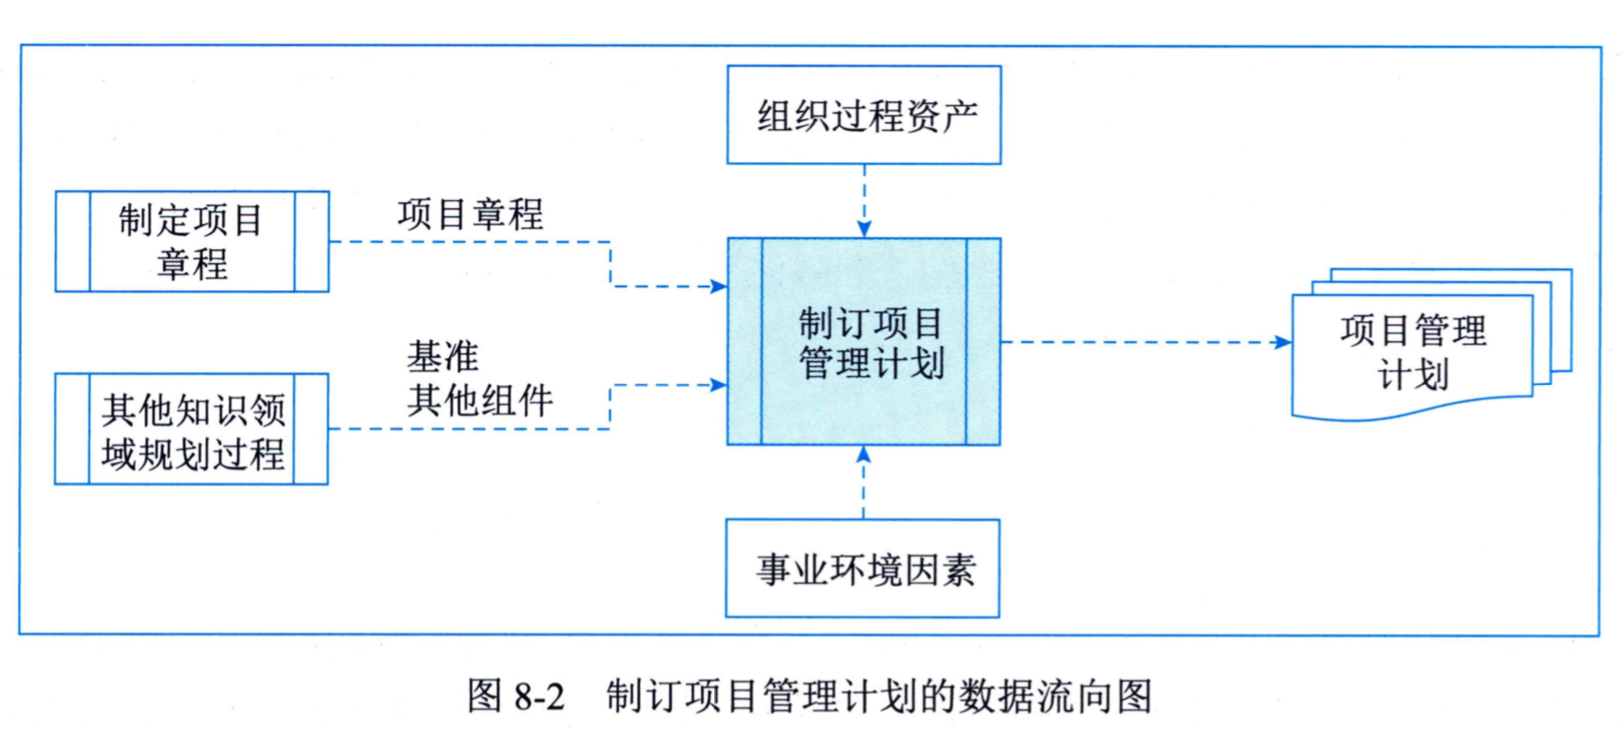 组织过程资产
制定项目
章程
项目章程
制订项目
管理计划
项目管理
计划
基准
其他组件
其他知识领
域规划过程
事业环境因素
图 8-2 制订项目管理计划的数据流向图